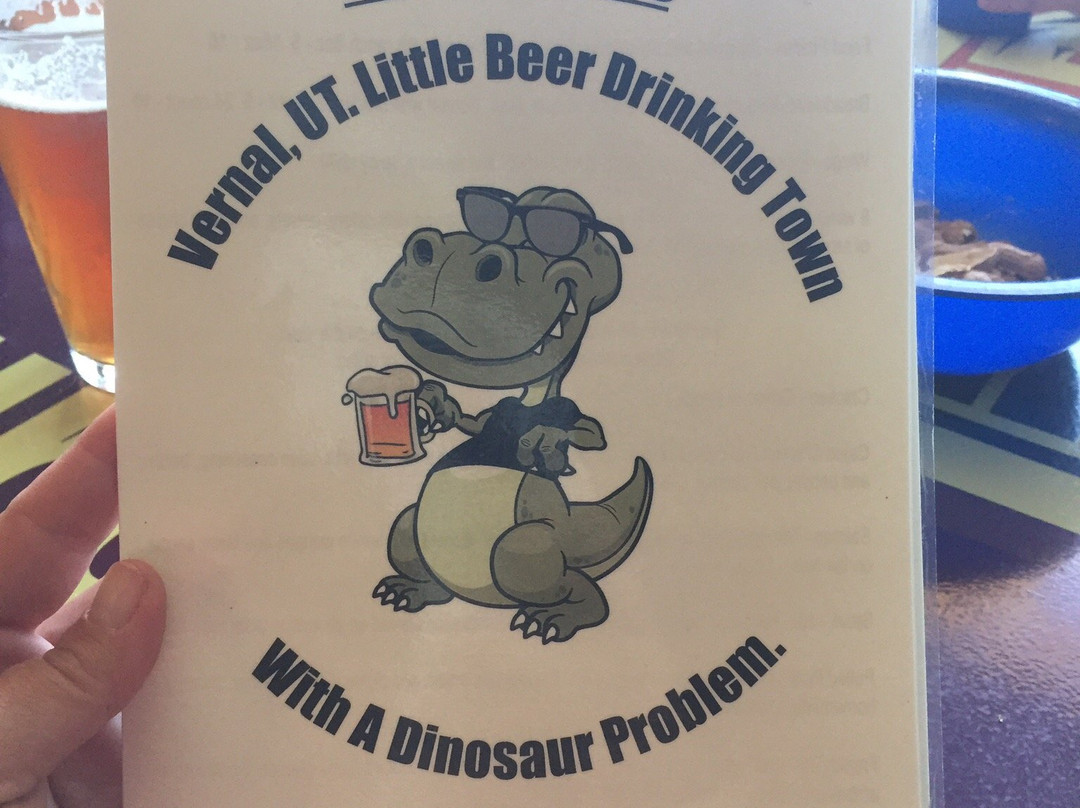 Vernal, UT. Little Beer Drinking Town
With A Dinosaur Problem.